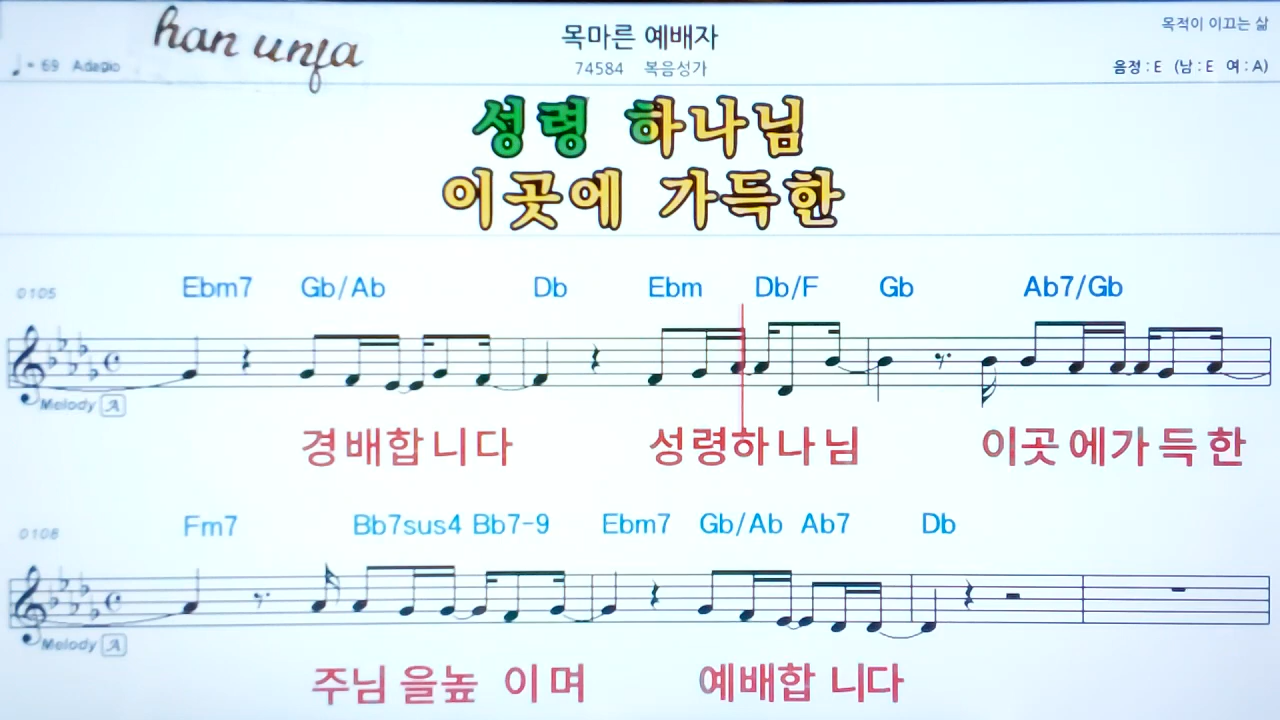 han unfa
목마른 예배자
목적이 이끄는 삶
♩= 69 Adagio
74584 복음성가
음정 : E (남 : E 여 : A)
성령 하나님
이곳에 가득한
0105
Ebm7 Gb/Ab Db Ebm Db/F Gb Ab7/Gb
Melody A
경배합니다 성령하나님 이곳에가득한
0108
Fm7 Bb7sus4 Bb7-9 Ebm7 Gb/Ab Ab7 Db
Melody A
주님을높 이며 예배합 니다